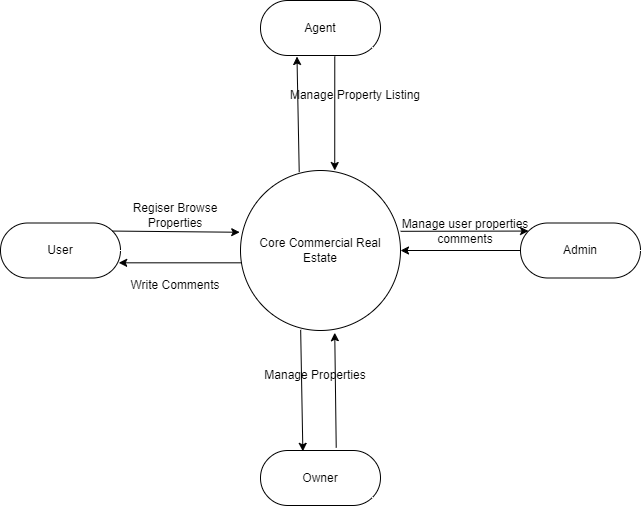 Agent
Manage Property Listing
Regiser Browse
Properties
Core Commercial Real
Estate
Manage user properties
comments
User
Admin
Write Comments
Manage Properties
Owner